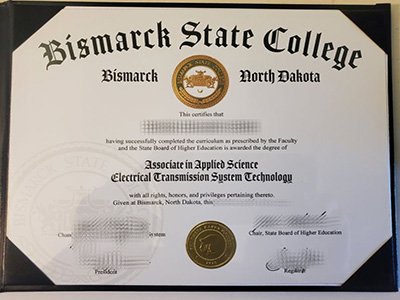 Bismarck State College
Bismarck North Dakota
This certifies that
having successfully completed the curriculum as prescribed by the Faculty
and the State Board of Higher Education is awarded the degree of
Associate in Applied Science
Electrical Transmission System Technology
with all rights, honors, and privileges pertaining thereto.
Given at Bismarck, North Dakota, this
Chair, State Board of Higher Education
President